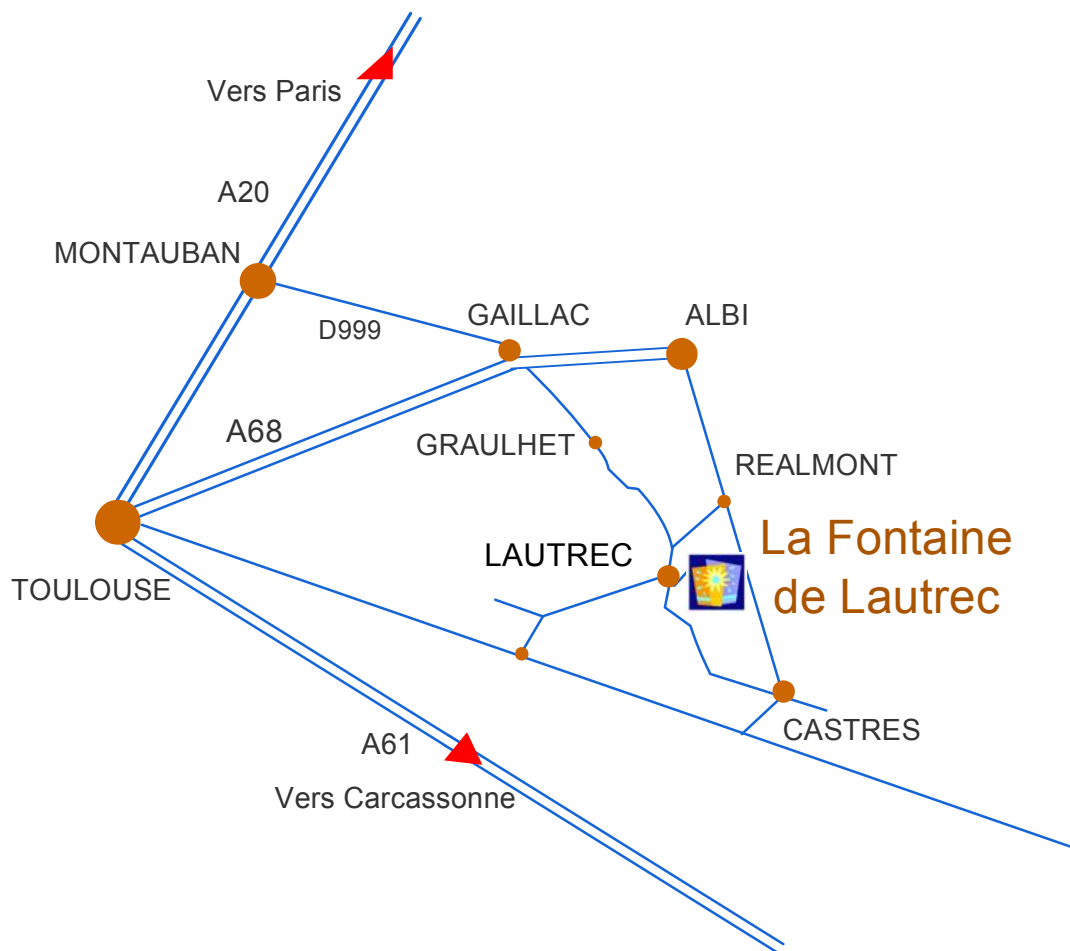 Vers Paris
A20
MONTAUBAN
D999
GAILLAC
ALBI
A68
GRAULHET
REALMONT
LAUTREC
La Fontaine
de Lautrec
TOULOUSE
A61
CASTRES
Vers Carcassonne